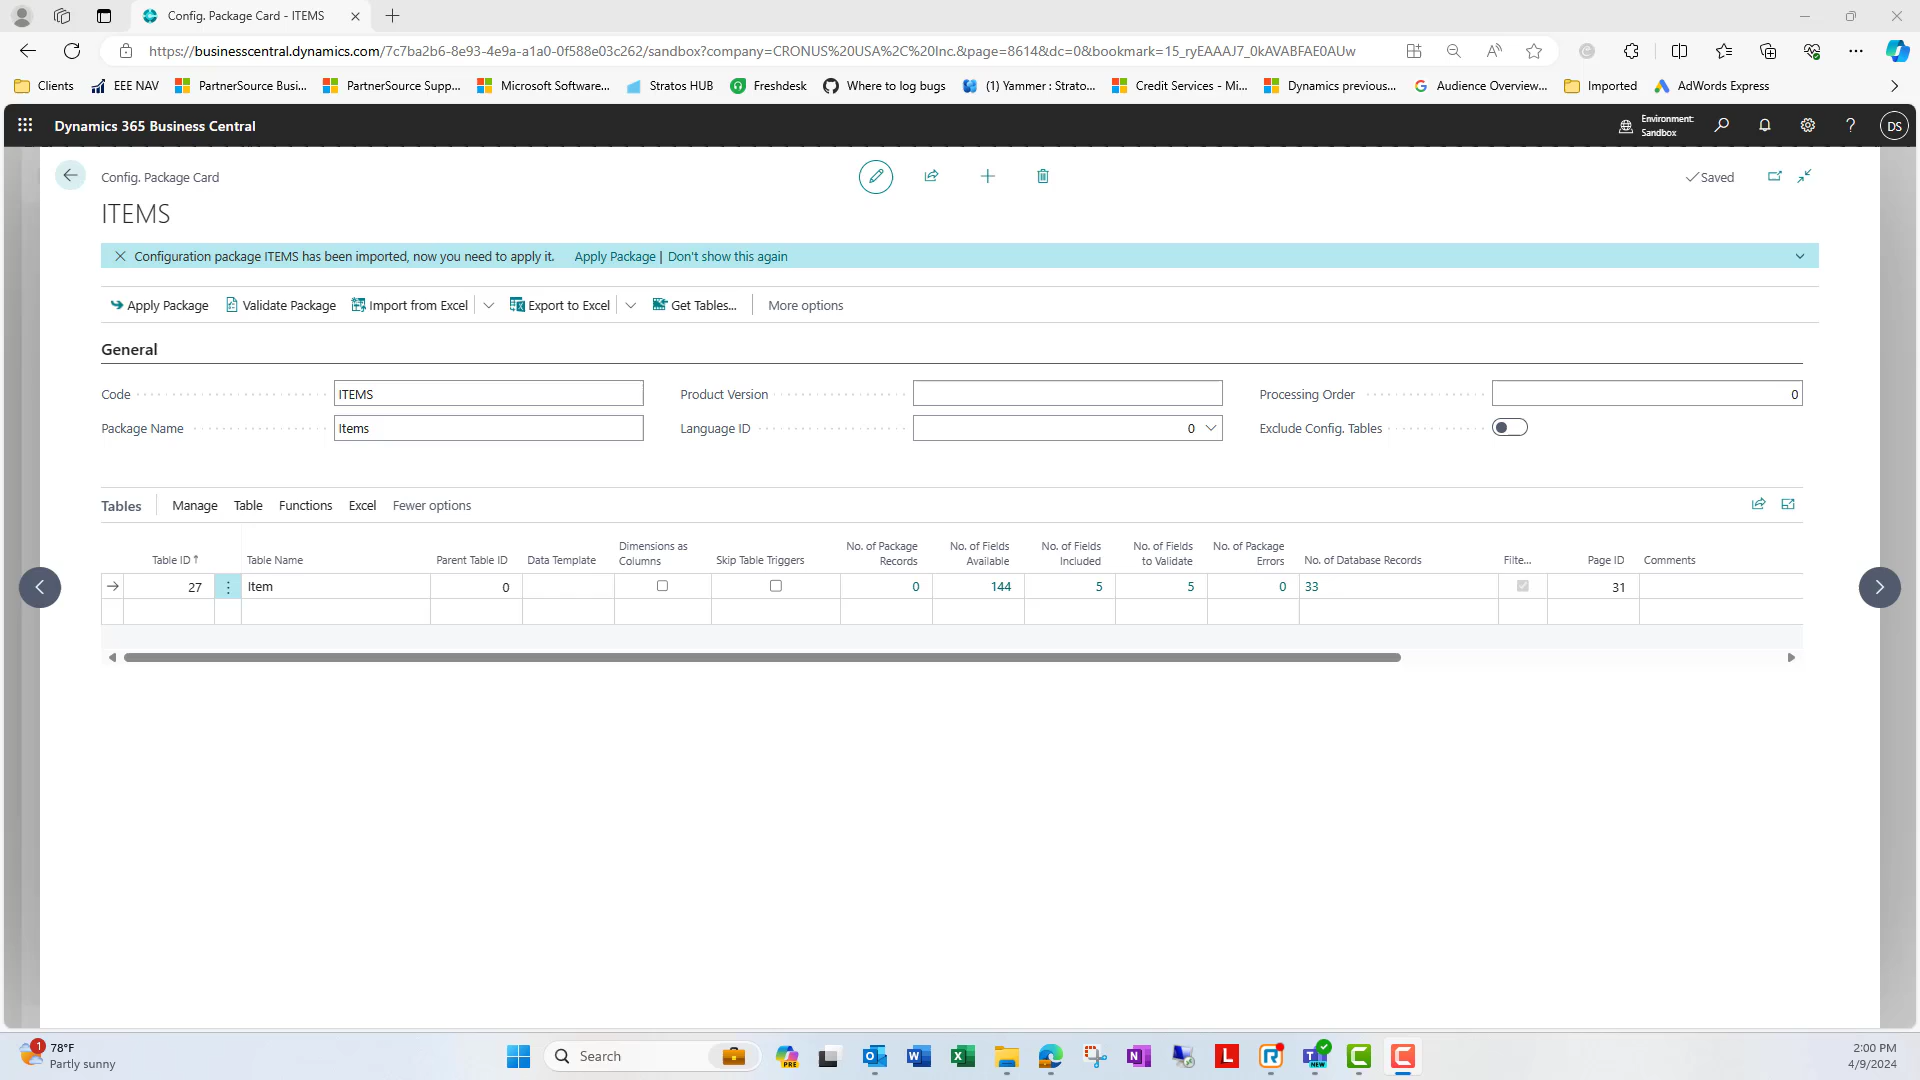 Config. Package Card - ITEMS
https://businesscentral.dynamics.com/7c7ba2b6-8e93-4e9a-a1a0-0f588e03c262/sandbox?company=CRONUS%20USA%2C%20Inc.&page=8614&dc=0&bookmark=15_ryEAAAJ7_0kAVABFAE0AUw
Clients EEE NAV PartnerSource Busi... PartnerSource Supp... Microsoft Software... Stratos HUB Freshdesk Where to log bugs (1) Yammer : Strato... Credit Services - Mi... Dynamics previous... Audience Overview... Imported AdWords Express
Dynamics 365 Business Central
Environment:
Sandbox
DS
Config. Package Card
Saved
ITEMS
Configuration package ITEMS has been imported, now you need to apply it. Apply Package | Don't show this again
Apply Package Validate Package Import from Excel Export to Excel Get Tables... More options
General
Code ITEMS Product Version Processing Order 0
Package Name Items Language ID 0 Exclude Config. Tables
Tables Manage Table Functions Excel Fewer options
Table ID↑ Table Name Parent Table ID Data Template Dimensions as Columns Skip Table Triggers No. of Package Records No. of Fields Available No. of Fields Included No. of Fields to Validate No. of Package Errors No. of Database Records Filte... Page ID Comments
27 Item 0 0 144 5 5 0 33 31
1
78°F
Partly sunny
Search
PRE
NEW
2:00 PM
4/9/2024